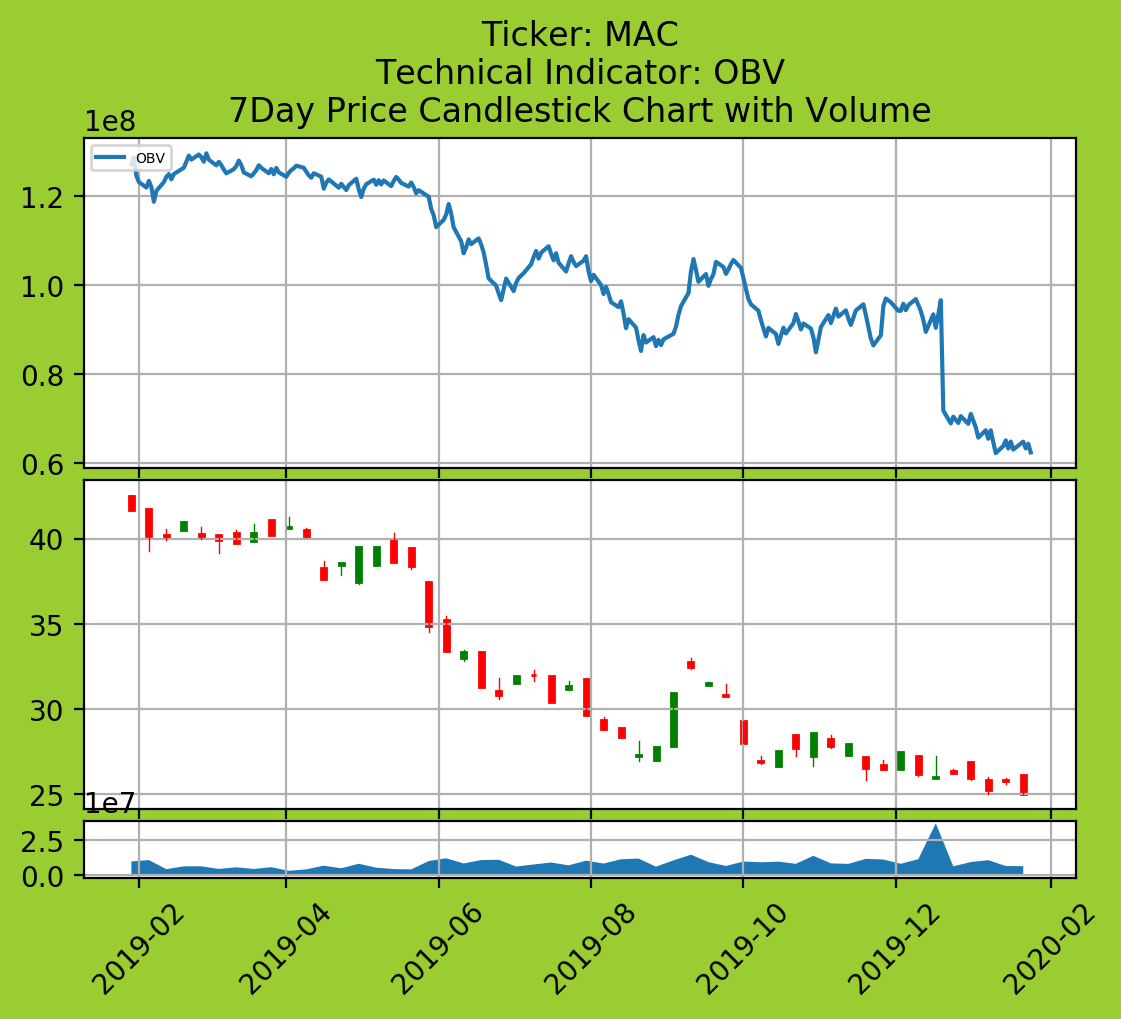 Ticker: MAC
Technical Indicator: OBV
7Day Price Candlestick Chart with Volume
1e8
OBV
1.2
1.0
0.8
0.6
40
35
30
25
1e7
2.5
0.0
2019-02
2019-04
2019-06
2019-08
2019-10
2019-12
2020-02